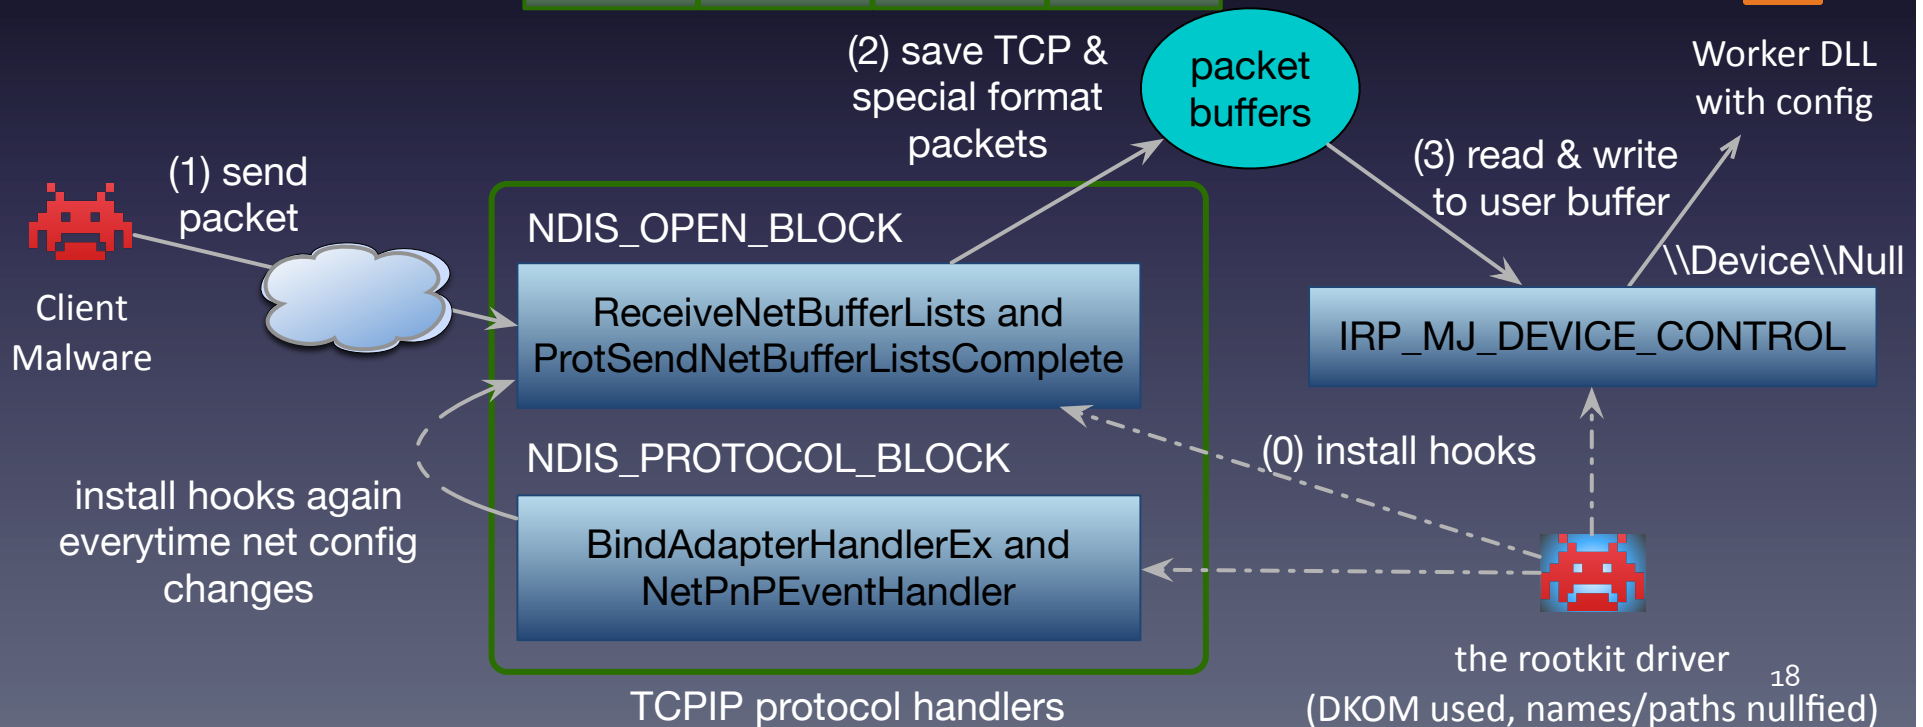 (2) save TCP &
special format
packets
packet
buffers
Worker DLL
with config
(1) send
packet
(3) read & write
to user buffer
Client
Malware
NDIS_OPEN_BLOCK
ReceiveNetBufferLists and
ProtSendNetBufferListsComplete
\\Device\\Null
IRP_MJ_DEVICE_CONTROL
NDIS_PROTOCOL_BLOCK
(0) install hooks
install hooks again
everytime net config
changes
BindAdapterHandlerEx and
NetPnPEventHandler
TCPIP protocol handlers
the rootkit driver
(DKOM used, names/paths nullfied)
18